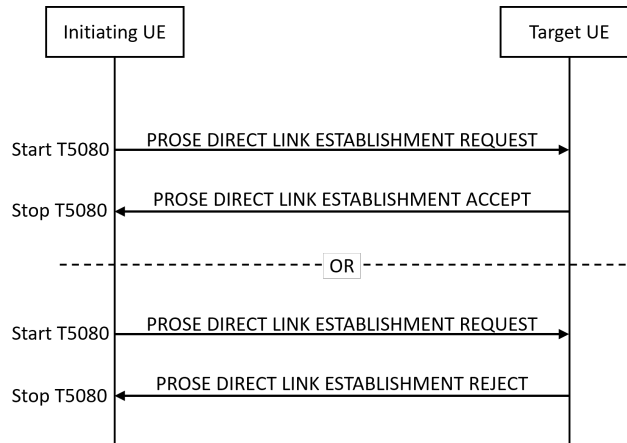 Initiating UE
Target UE
Start T5080
PROSE DIRECT LINK ESTABLISHMENT REQUEST
Stop T5080
PROSE DIRECT LINK ESTABLISHMENT ACCEPT
OR
Start T5080
PROSE DIRECT LINK ESTABLISHMENT REQUEST
Stop T5080
PROSE DIRECT LINK ESTABLISHMENT REJECT